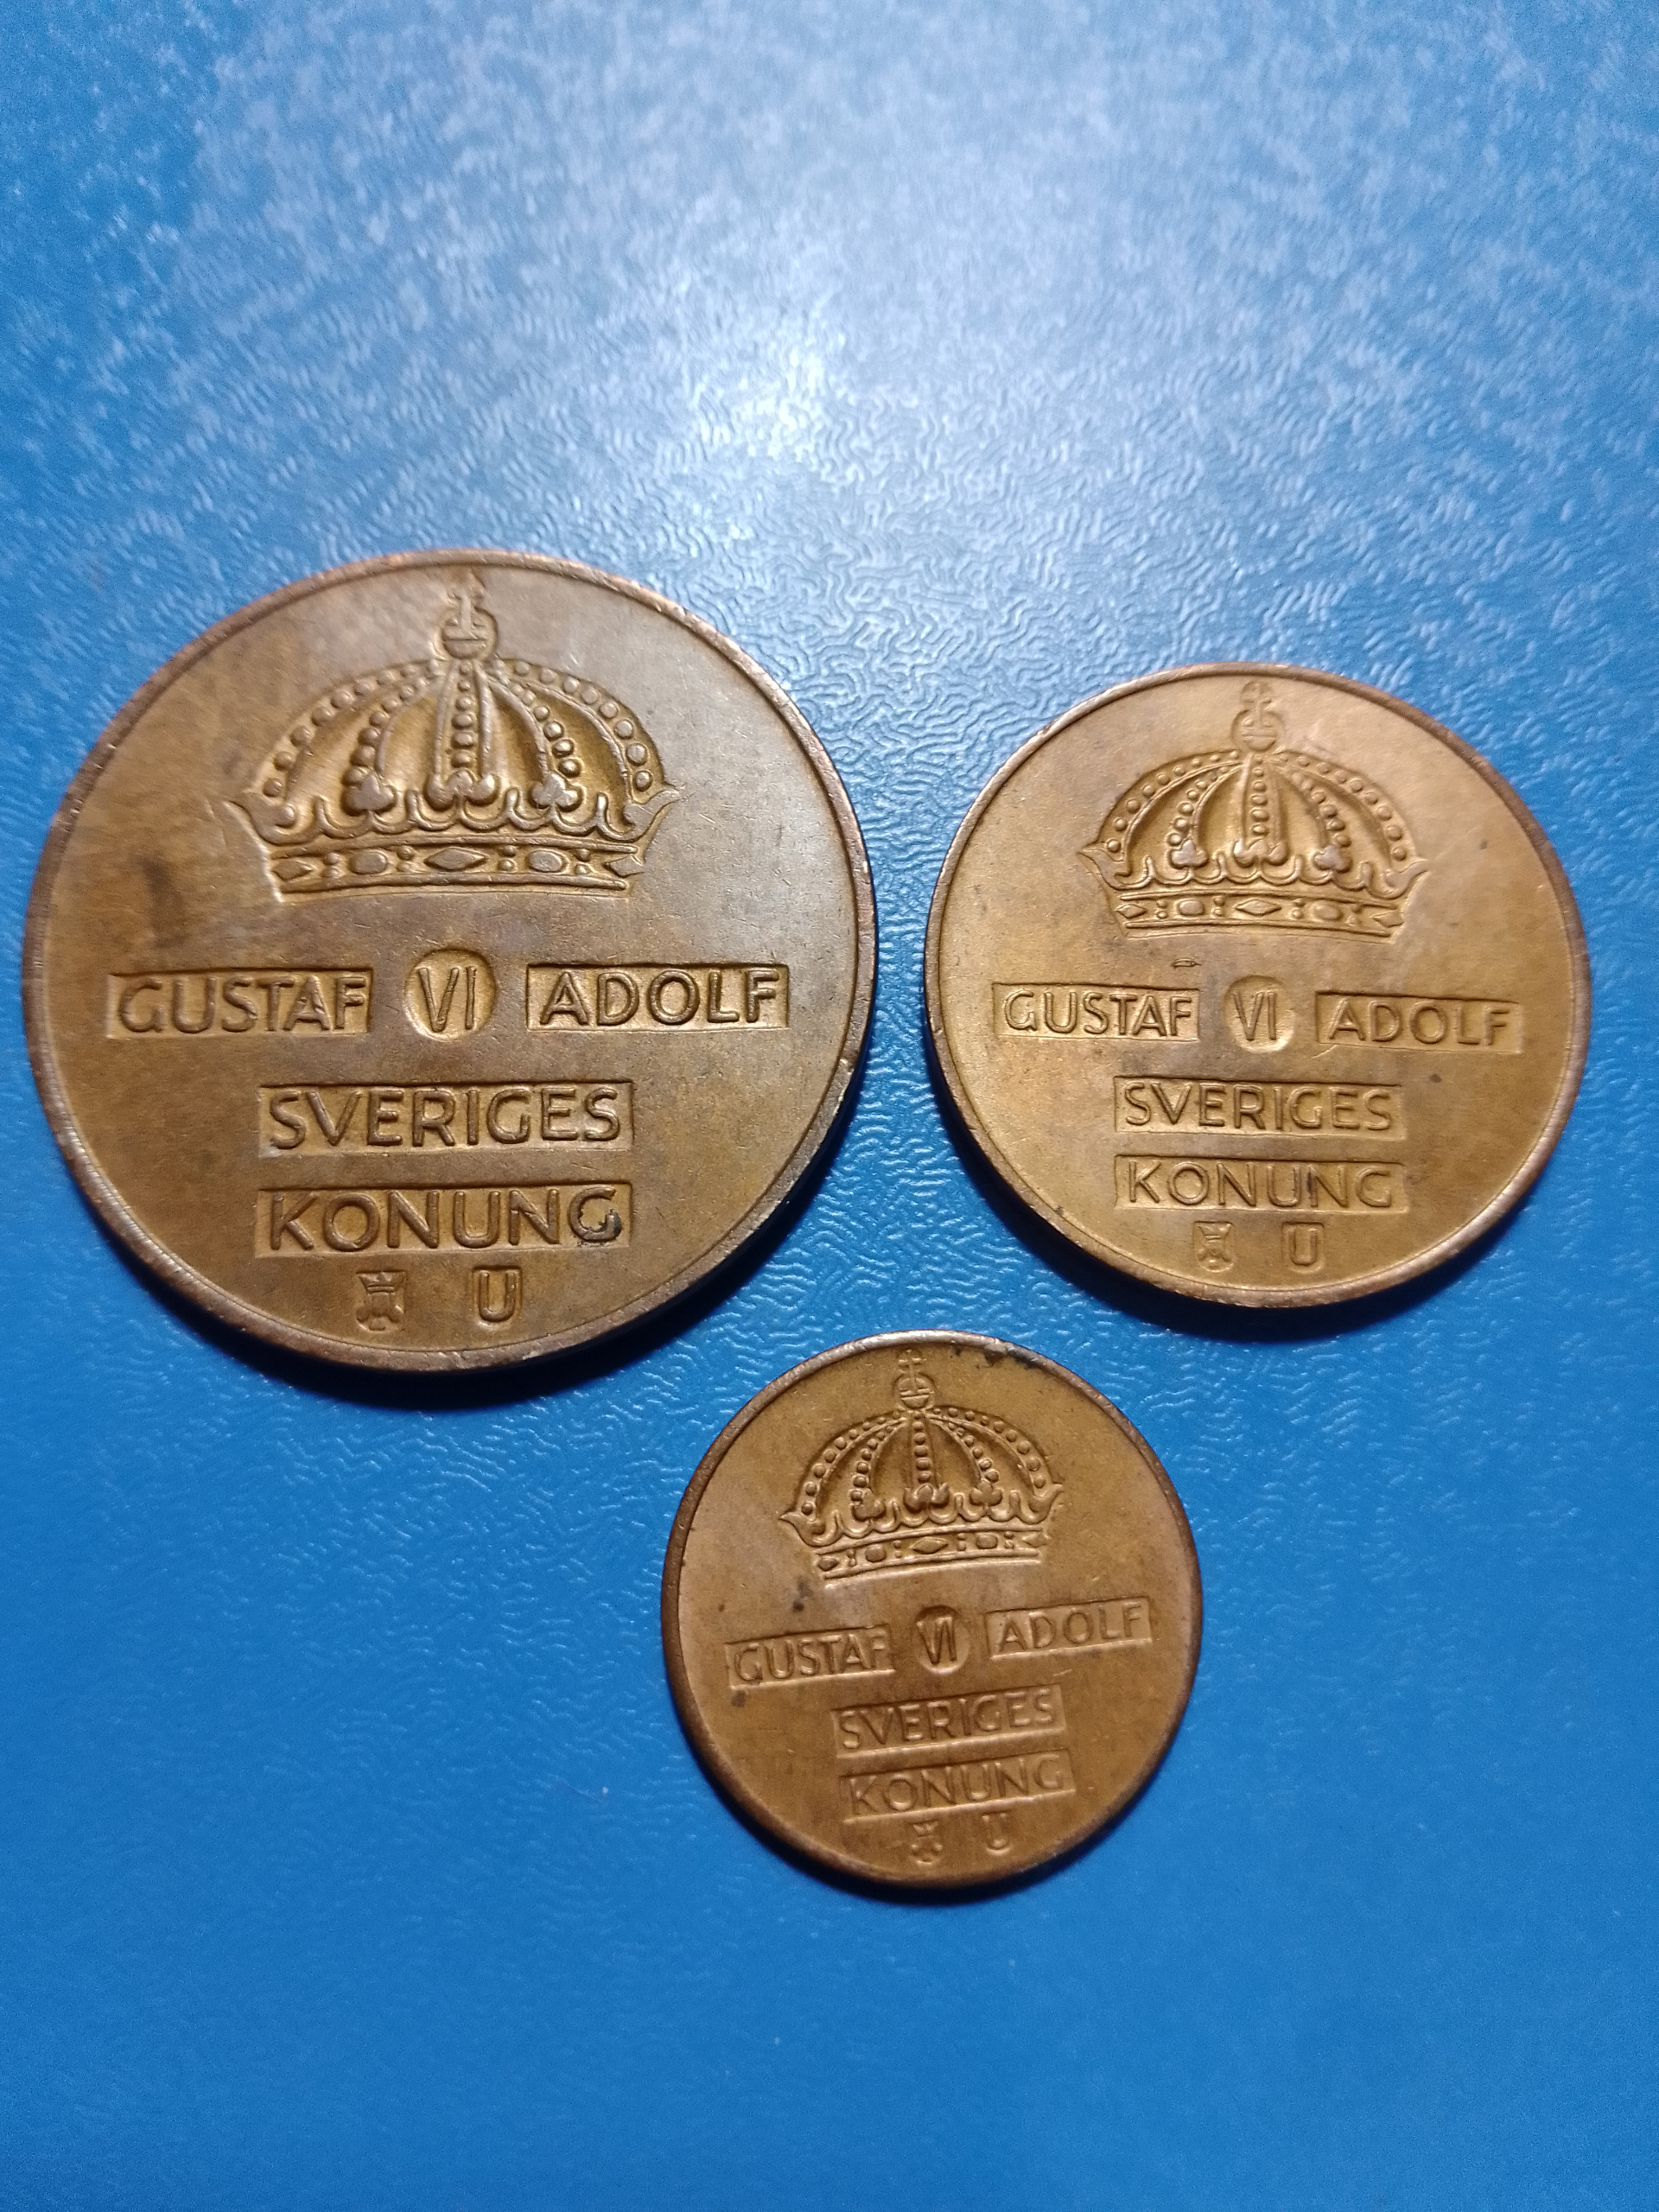 GUSTAF VI ADOLF
SVERIGES
KONUNG
U
GUSTAF VI ADOLF
SVERIGES
KONUNG
U
GUSTAF VI ADOLF
SVERIGES
KONUNG
U